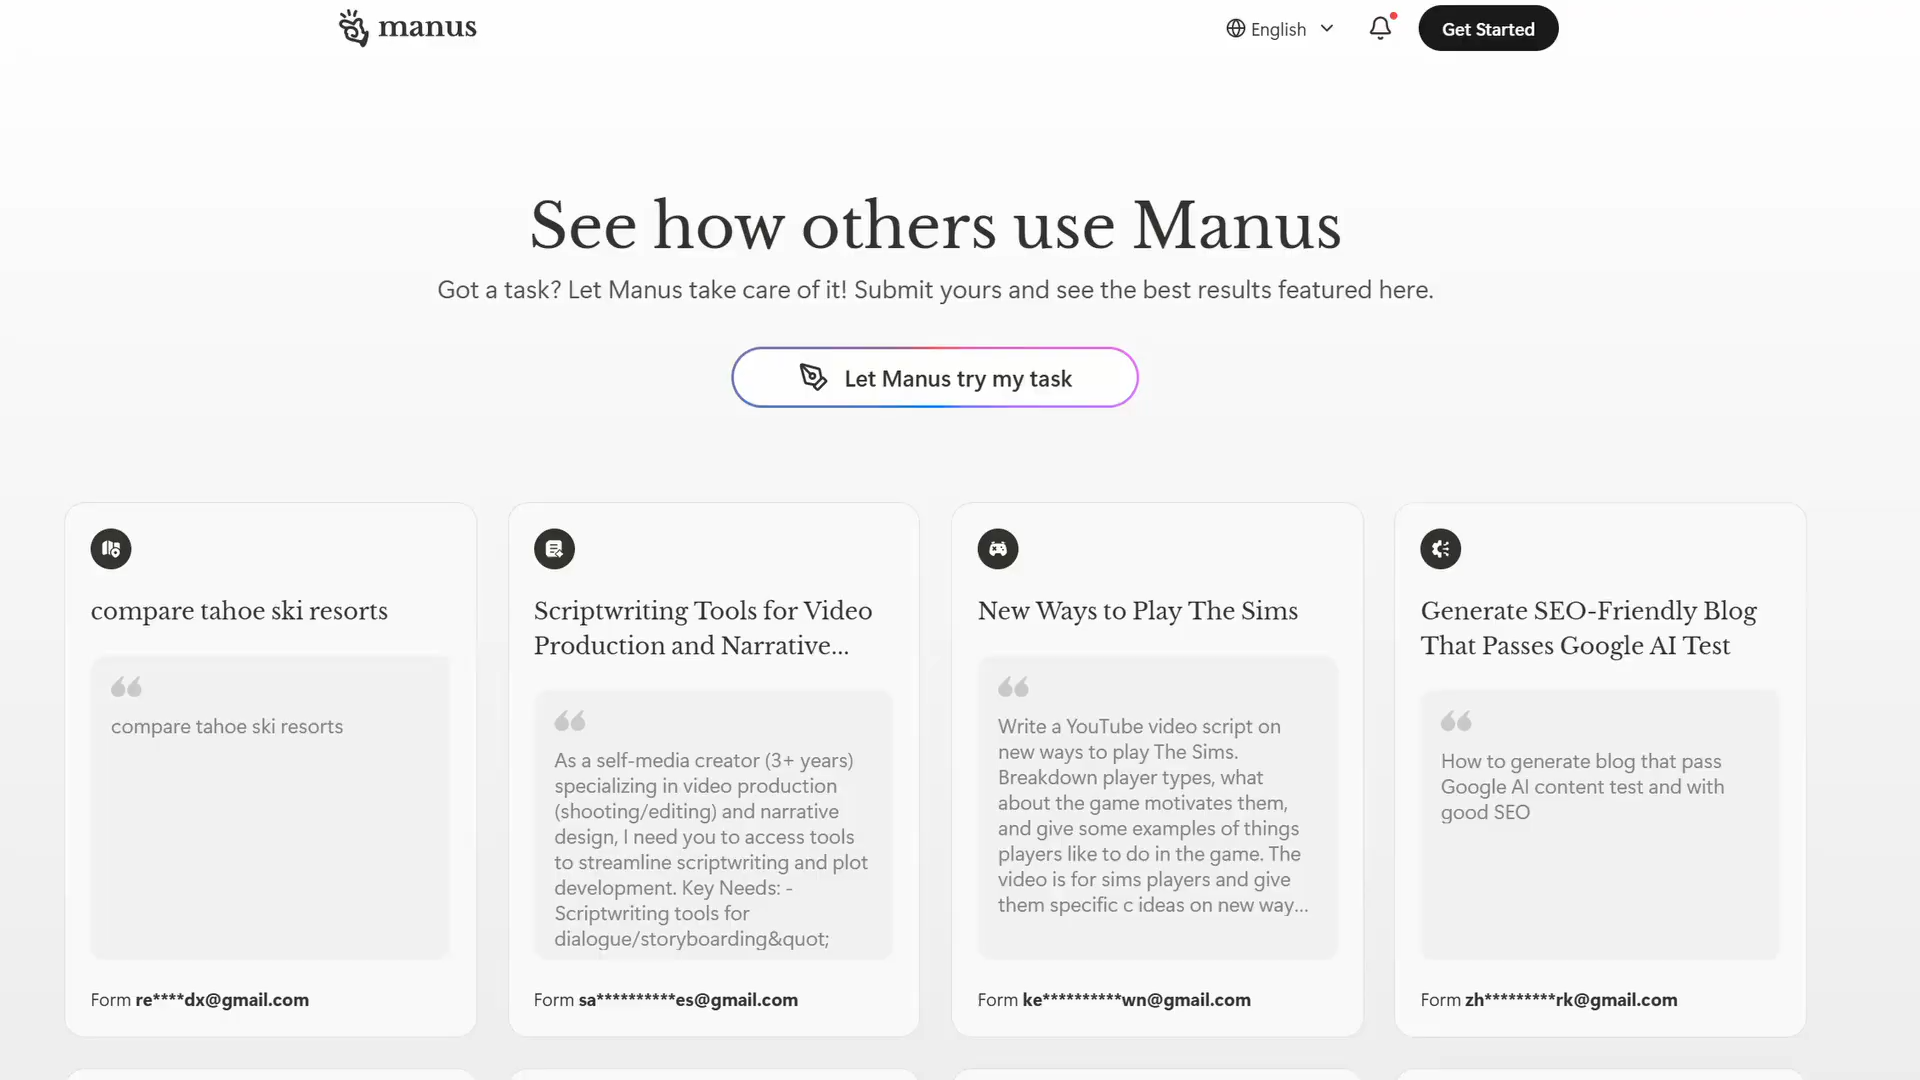 manus
English
Get Started
See how others use Manus
Got a task? Let Manus take care of it! Submit yours and see the best results featured here.
Let Manus try my task
compare tahoe ski resorts
compare tahoe ski resorts
Form re****dx@gmail.com
Scriptwriting Tools for Video
Production and Narrative...
As a self-media creator (3+ years)
specializing in video production
(shooting/editing) and narrative
design, I need you to access tools
to streamline scriptwriting and plot
development. Key Needs: -
Scriptwriting tools for
dialogue/storyboarding&quot;
Form sa**********es@gmail.com
New Ways to Play The Sims
Write a YouTube video script on
new ways to play The Sims.
Breakdown player types, what
about the game motivates them,
and give some examples of things
players like to do in the game. The
video is for sims players and give
them specific c ideas on new way...
Form ke**********wn@gmail.com
Generate SEO-Friendly Blog
That Passes Google AI Test
How to generate blog that pass
Google AI content test and with
good SEO
Form zh*********rk@gmail.com